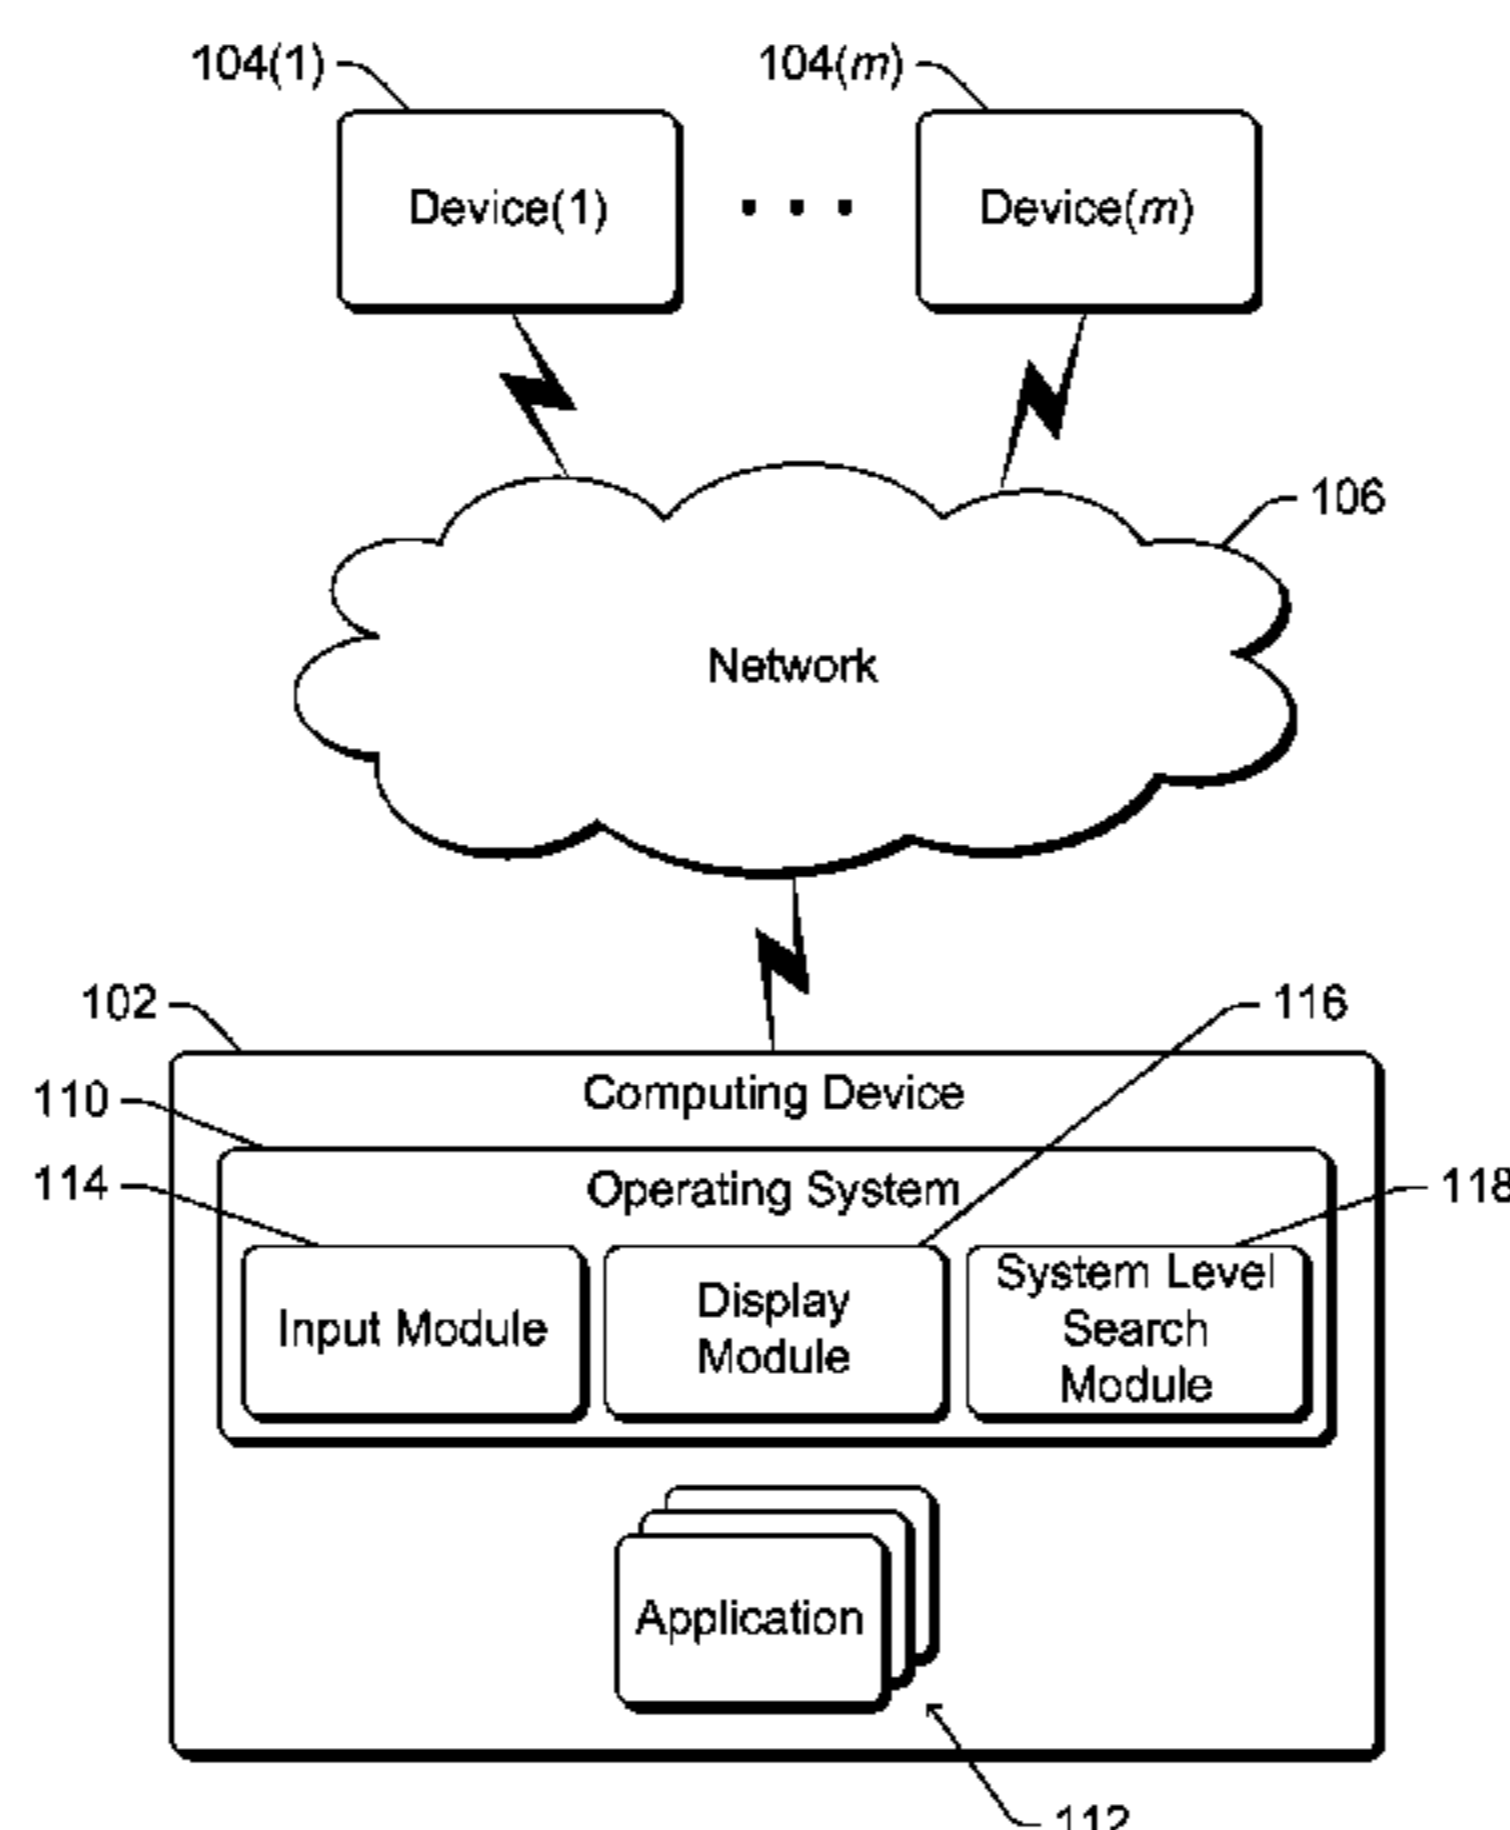 104(1)
104(m)
Device(1)
Device(m)
106
Network
102
116
Computing Device
110
114
Operating System
118
Input Module
Display
Module
System Level
Search
Module
Application
112